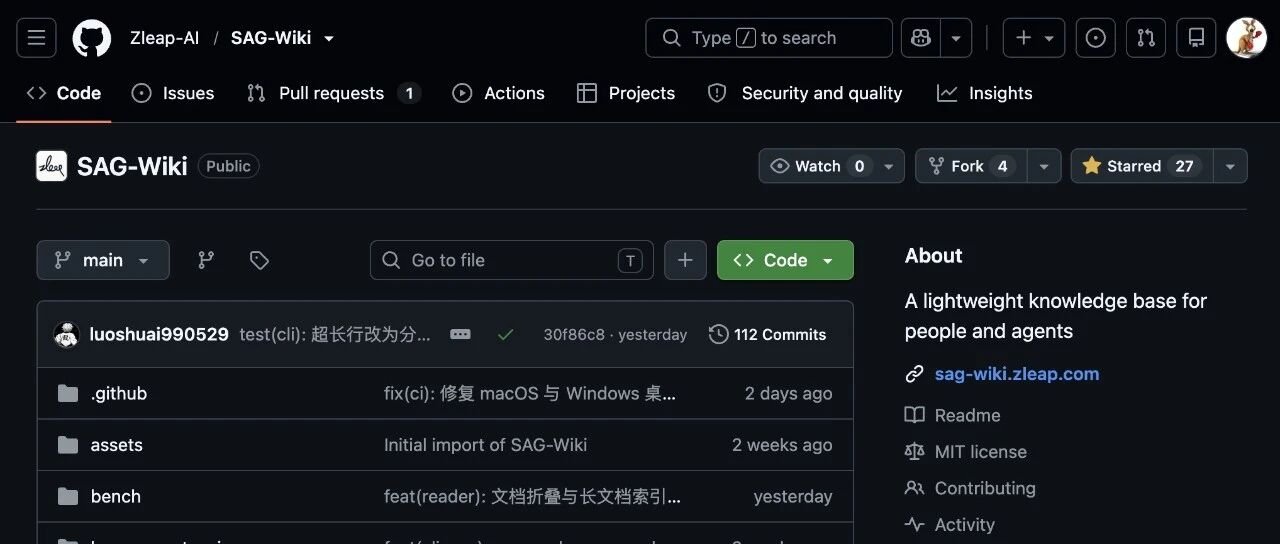 Zleap-AI / SAG-Wiki
Type / to search
Code
Issues
Pull requests 1
Actions
Projects
Security and quality
Insights
zleap
SAG-Wiki Public
Watch 0
Fork 4
Starred 27
main
Go to file T
Code
About
A lightweight knowledge base for
people and agents
sag-wiki.zleap.com
Readme
MIT license
Contributing
Activity
luoshuai990529 test(cli): 超长行改为分... 30f86c8 · yesterday 112 Commits
.github fix(ci): 修复 macOS 与 Windows 桌... 2 days ago
assets Initial import of SAG-Wiki 2 weeks ago
bench feat(reader): 文档折叠与长文档索引... yesterday